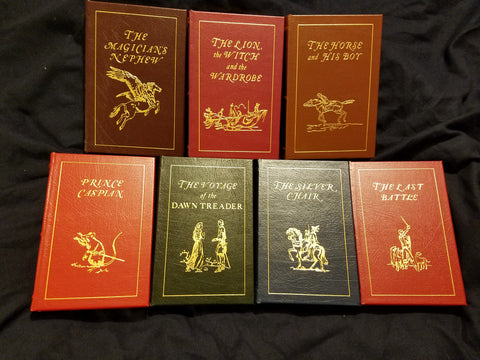 THE
MAGICIAN'S
NEPHEW
THE LION,
the WITCH
and the
WARDROBE
THE HORSE
and HIS BOY
PRINCE
CASPIAN
THE VOYAGE
of the
DAWN TREADER
THE SILVER
CHAIR
THE LAST
BATTLE